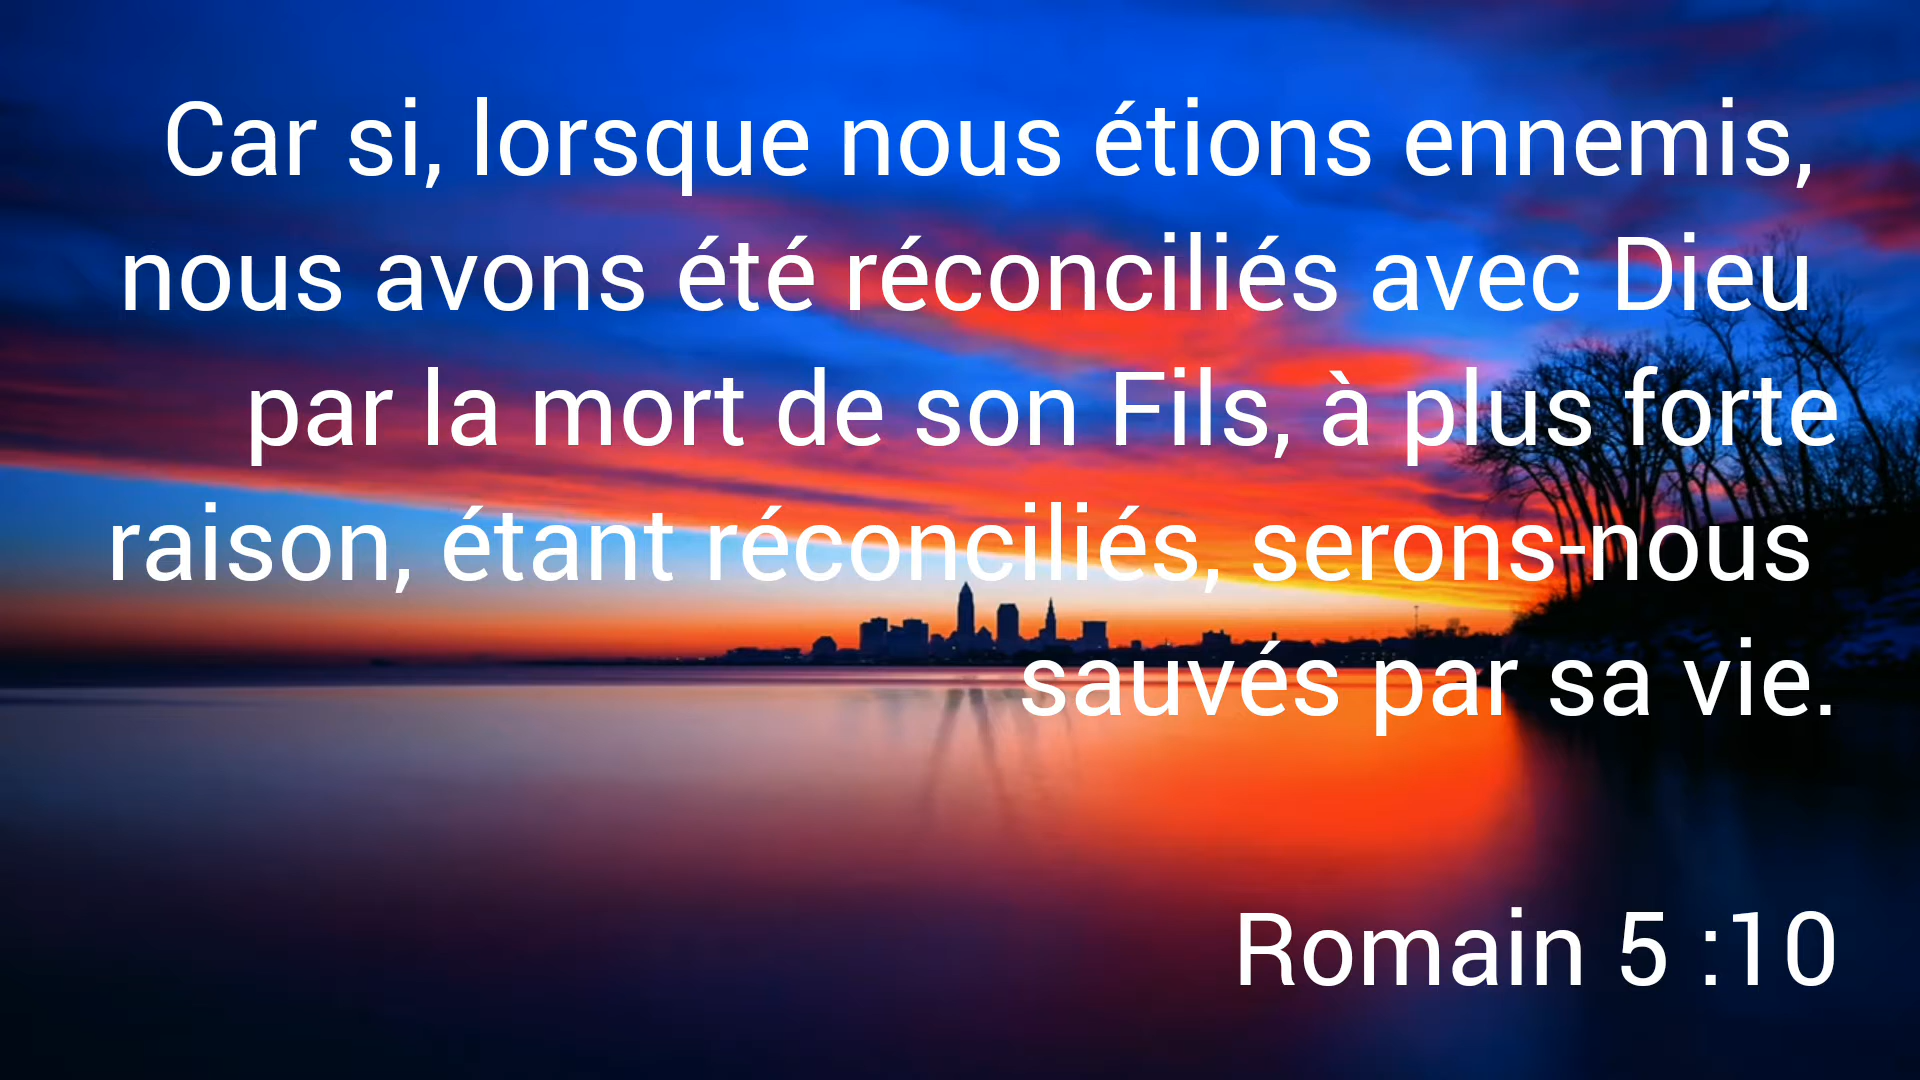 Car si, lorsque nous étions ennemis,
nous avons été réconciliés avec Dieu
par la mort de son Fils, à plus forte
raison, étant réconciliés, serons-nous
sauvés par sa vie.
Romain 5 :10